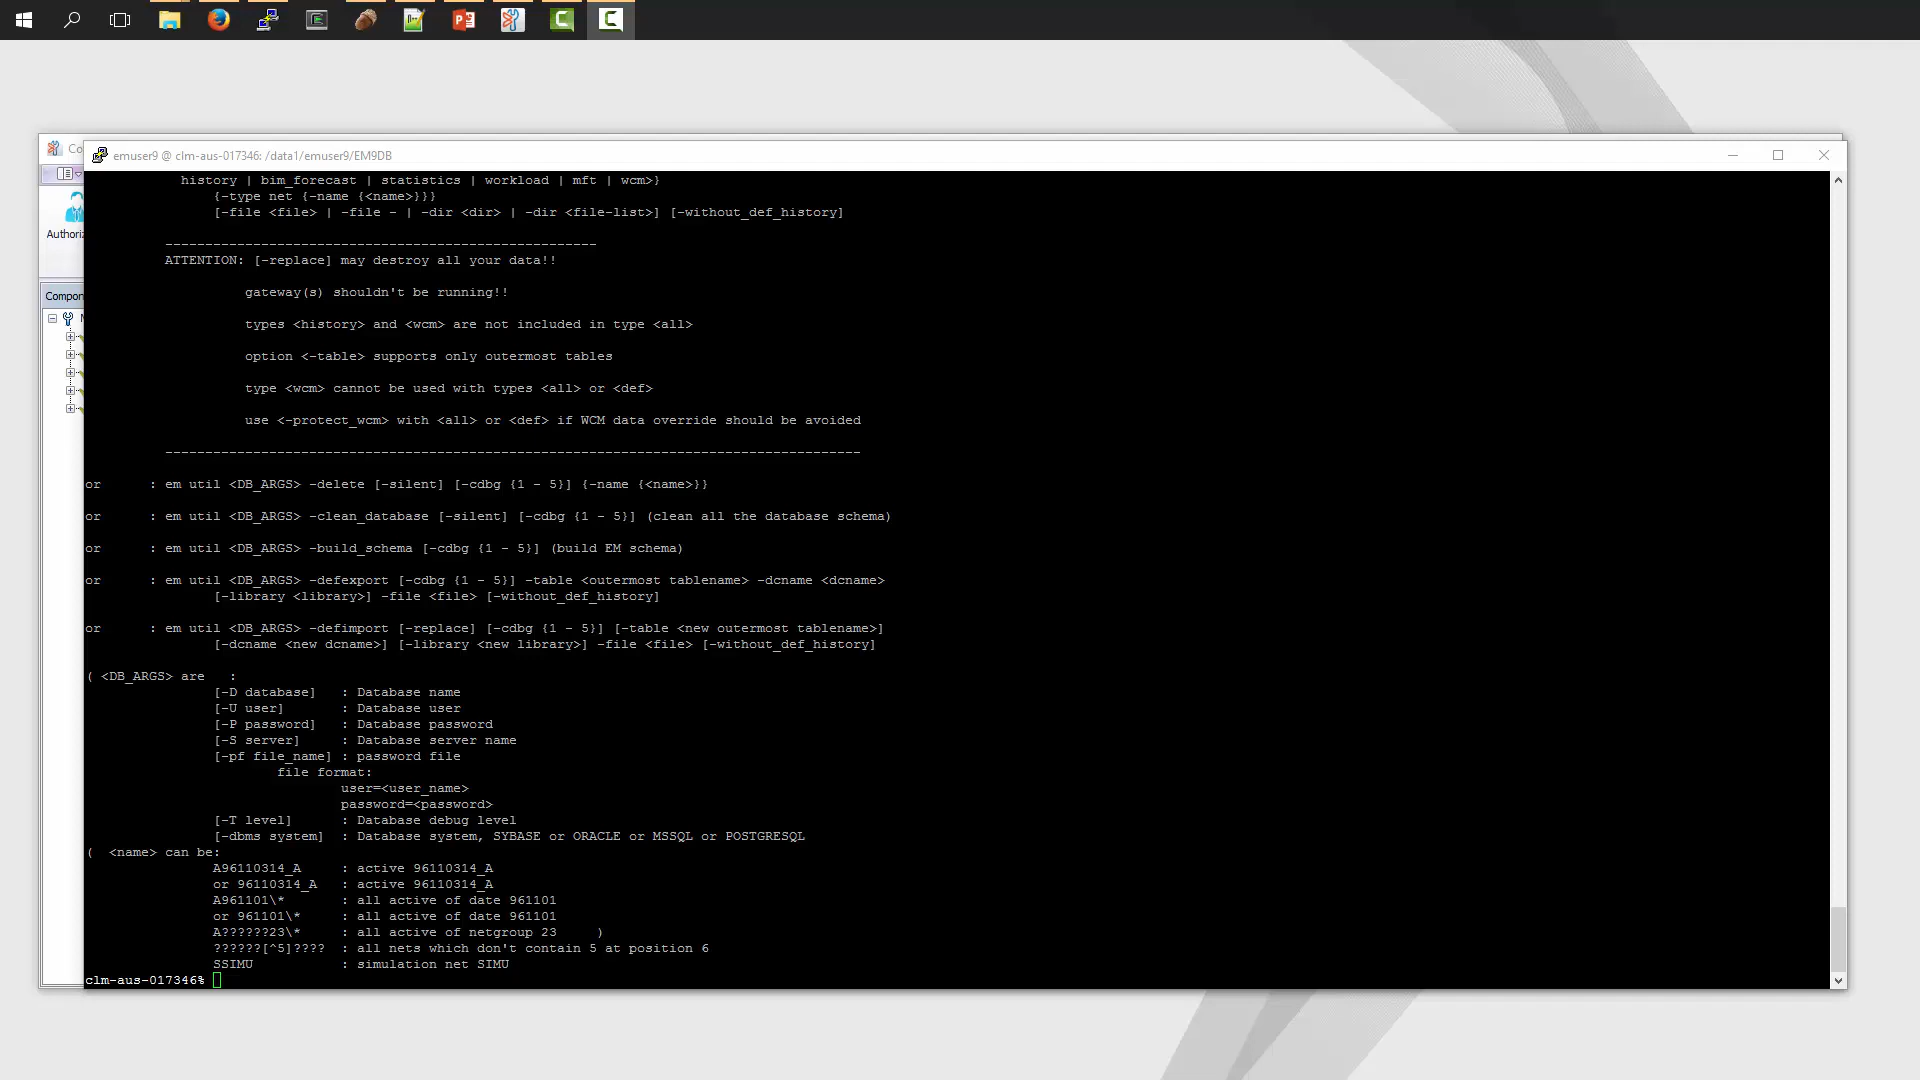 emuser9 @ clm-aus-017346: /data1/emuser9/EM9DB
Co
Authoriz
Compon
history | bim_forecast | statistics | workload | mft | wcm>}
{-type net {-name {<name>}}}
[-file <file> | -file - | -dir <dir> | -dir <file-list>] [-without_def_history]
------------------------------------------------------
ATTENTION: [-replace] may destroy all your data!!
gateway(s) shouldn't be running!!
types <history> and <wcm> are not included in type <all>
option <-table> supports only outermost tables
type <wcm> cannot be used with types <all> or <def>
use <-protect_wcm> with <all> or <def> if WCM data override should be avoided
---------------------------------------------------------------------------------------
or : em util <DB_ARGS> -delete [-silent] [-cdbg {1 - 5}] {-name {<name>}}
or : em util <DB_ARGS> -clean_database [-silent] [-cdbg {1 - 5}] (clean all the database schema)
or : em util <DB_ARGS> -build_schema [-cdbg {1 - 5}] (build EM schema)
or : em util <DB_ARGS> -defexport [-cdbg {1 - 5}] -table <outermost tablename> -dcname <dcname>
[-library <library>] -file <file> [-without_def_history]
or : em util <DB_ARGS> -defimport [-replace] [-cdbg {1 - 5}] [-table <new outermost tablename>]
[-dcname <new dcname>] [-library <new library>] -file <file> [-without_def_history]
( <DB_ARGS> are :
[-D database] : Database name
[-U user] : Database user
[-P password] : Database password
[-S server] : Database server name
[-pf file_name] : password file
file format:
user=<user_name>
password=<password>
[-T level] : Database debug level
[-dbms system] : Database system, SYBASE or ORACLE or MSSQL or POSTGRESQL
( <name> can be:
A96110314_A : active 96110314_A
or 96110314_A : active 96110314_A
A961101\* : all active of date 961101
or 961101\* : all active of date 961101
A??????23\* : all active of netgroup 23 )
??????[^5]???? : all nets which don't contain 5 at position 6
SSIMU : simulation net SIMU
clm-aus-017346%